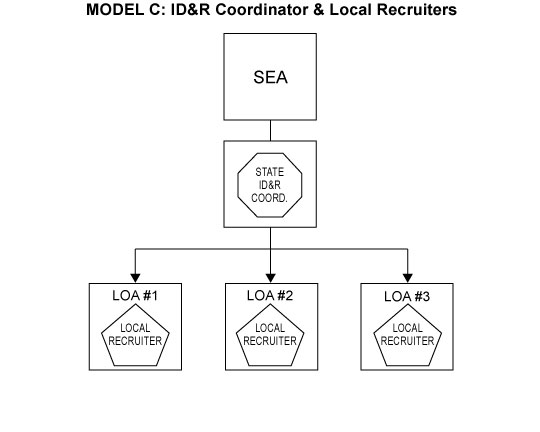 MODEL C: ID&R Coordinator & Local Recruiters
SEA
STATE
ID&R
COORD.
LOA #1
LOCAL
RECRUITER
LOA #2
LOCAL
RECRUITER
LOA #3
LOCAL
RECRUITER